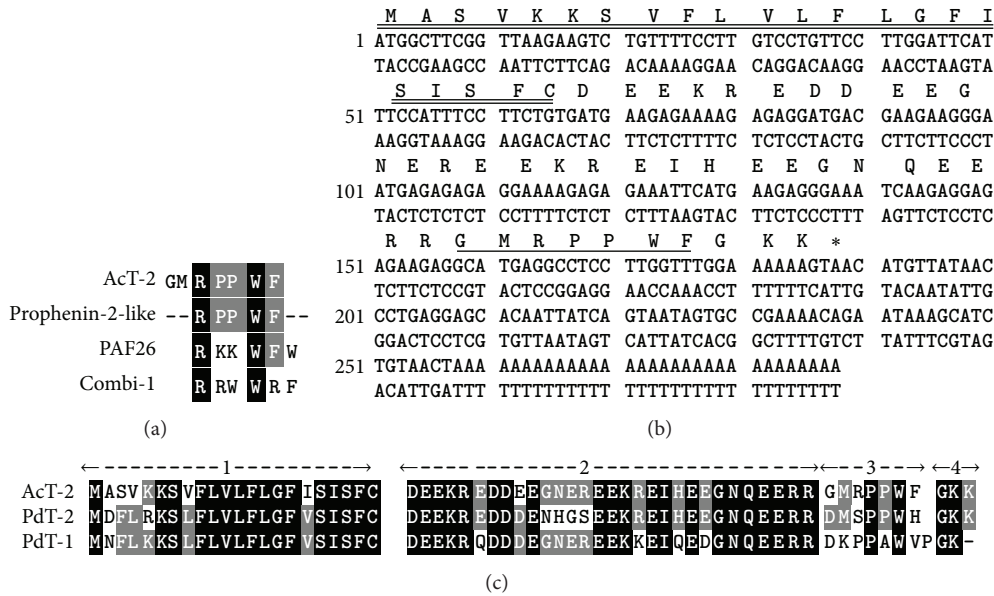 AcT-2 GM R PP W F
Prophenin-2-like -- R PP W F --
PAF26 R KK W F W
Combi-1 R RW W R F
(a)
M A S V K K S V F L V L F L G F I
1 ATGGCTTCGG TTAAGAAGTC TGTTTTCCTT GTCCTGTTCC TTGGATTCAT
TACCGAAGCC AATTCTTCAG ACAAAAGGAA CAGGACAAGG AACCTAAGTA
S I S F C D E E K R E D D E E G
51 TTCCATTTCC TTCTGTGATG AAGAGAAAAG AGAGGATGAC GAAGAAGGGA
AAGGTAAAGG AAGACACTAC TTCTCTTTTC TCTCCTACTG CTTCTTCCCT
N E R E E K R E I H E E G N Q E E
101 ATGAGAGAGA GGAAAAGAGA GAAATTCATG AAGAGGGAAA TCAAGAGGAG
TACTCTCTCT CCTTTTCTCT CTTTAAGTAC TTCTCCCTTT AGTTCTCCTC
R R G M R P P W F G K K *
151 AGAAGAGGCA TGAGGCCTCC TTGGTTTGGA AAAAAGTAAC ATGTTATAAC
TCTTCTCCGT ACTCCGGAGG AACCAAACCT TTTTTCATTG TACAATATTG
201 CCTGAGGAGC ACAATTATCA GTAATAGTGC CGAAAACAGA ATAAAGCATC
GGACTCCTCG TGTTAATAGT CATTATCACG GCTTTTGTCT TATTTCGTAG
251 TGTAACTAAA AAAAAAAAAA AAAAAAAAAA AAAAAAAA
ACATTGATTT TTTTTTTTTT TTTTTTTTTT TTTTTTTT
(b)
←---------1---------→ ←-----------2-----------→←--3--→ ←4→
AcT-2 MASVKKSVFLVLFLGFISISFC DEEKREDDEEGNEREEKREIHEEGNQEERR GMRPPWF GKK
PdT-2 MDFLRKSLFLVLFLGFVSISFC DEEKREDDDENHGSEEKREIHEEGNQEERR DMSPPWH GKK
PdT-1 MNFLKKSLFLVLFLGFVSISFC DEEKRQDDDEGNEREEKKEIQEDGNQEERR DKPPAWVPGK-
(c)